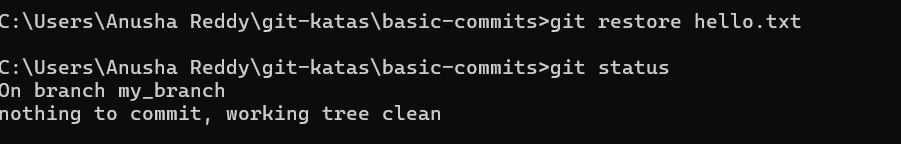 C:\Users\Anusha Reddy\git-katas\basic-commits>git restore hello.txt
C:\Users\Anusha Reddy\git-katas\basic-commits>git status
On branch my_branch
nothing to commit, working tree clean